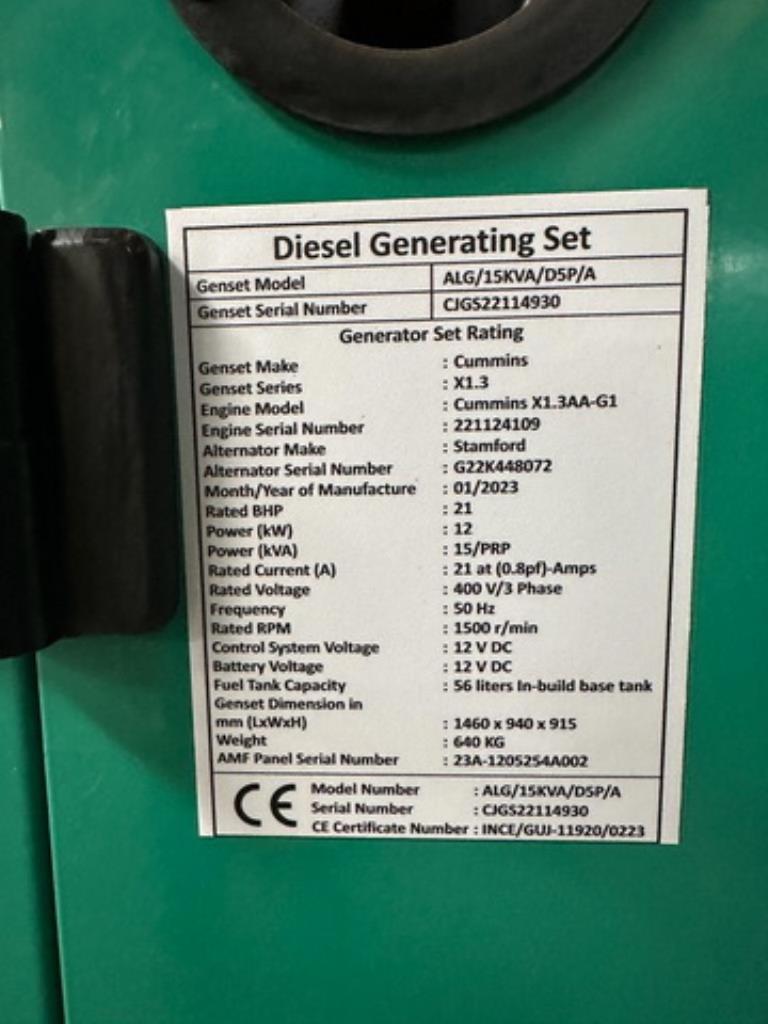 Diesel Generating Set
Genset Model ALG/15KVA/D5P/A
Genset Serial Number CJGS22114930
Generator Set Rating
Genset Make : Cummins
Genset Series : X1.3
Engine Model : Cummins X1.3AA-G1
Engine Serial Number : 221124109
Alternator Make : Stamford
Alternator Serial Number : G22K448072
Month/Year of Manufacture : 01/2023
Rated BHP : 21
Power (kW) : 12
Power (kVA) : 15/PRP
Rated Current (A) : 21 at (0.8pf)-Amps
Rated Voltage : 400 V/3 Phase
Frequency : 50 Hz
Rated RPM : 1500 r/min
Control System Voltage : 12 V DC
Battery Voltage : 12 V DC
Fuel Tank Capacity : 56 liters In-build base tank
Genset Dimension in
mm (LxWxH) : 1460 x 940 x 915
Weight : 640 KG
AMF Panel Serial Number : 23A-1205254A002
CE
Model Number : ALG/15KVA/D5P/A
Serial Number : CJGS22114930
CE Certificate Number : INCE/GUJ-11920/0223